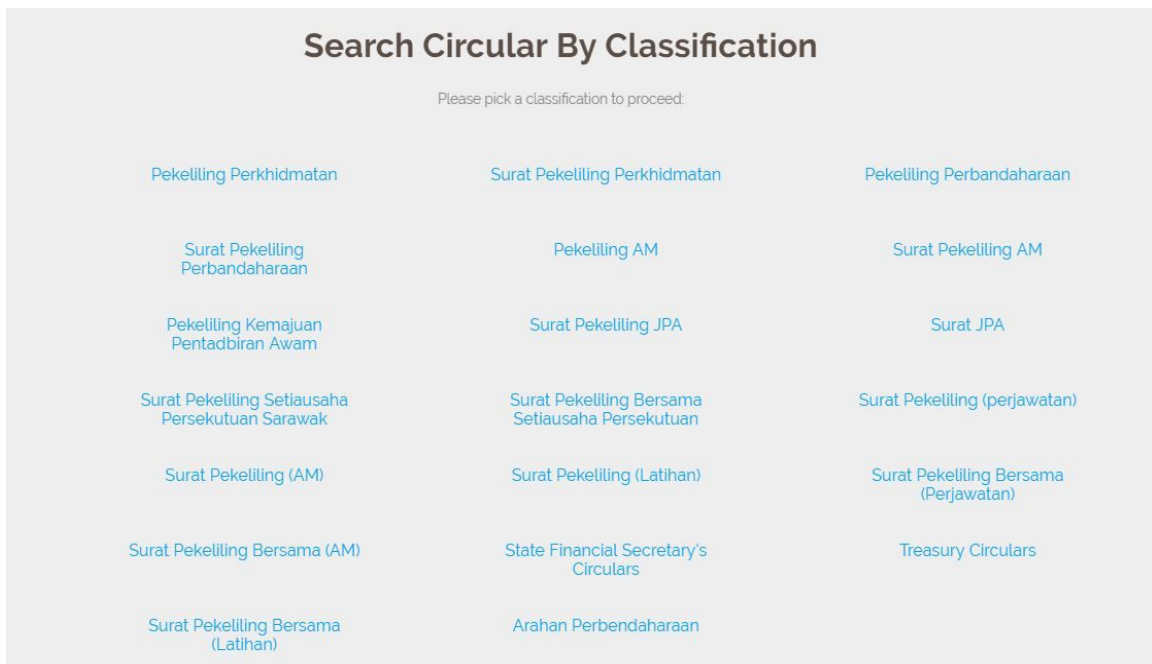 Search Circular By Classification
Please pick a classification to proceed:
Pekeliling Perkhidmatan
Surat Pekeliling Perkhidmatan
Pekeliling Perbandaharaan
Surat Pekeliling
Perbandaharaan
Pekeliling AM
Surat Pekeliling AM
Pekeliling Kemajuan
Pentadbiran Awam
Surat Pekeliling JPA
Surat JPA
Surat Pekeliling Setiausaha
Persekutuan Sarawak
Surat Pekeliling Bersama
Setiausaha Persekutuan
Surat Pekeliling (perjawatan)
Surat Pekeliling (AM)
Surat Pekeliling (Latihan)
Surat Pekeliling Bersama
(Perjawatan)
Surat Pekeliling Bersama (AM)
State Financial Secretary's
Circulars
Treasury Circulars
Surat Pekeliling Bersama
(Latihan)
Arahan Perbendaharaan